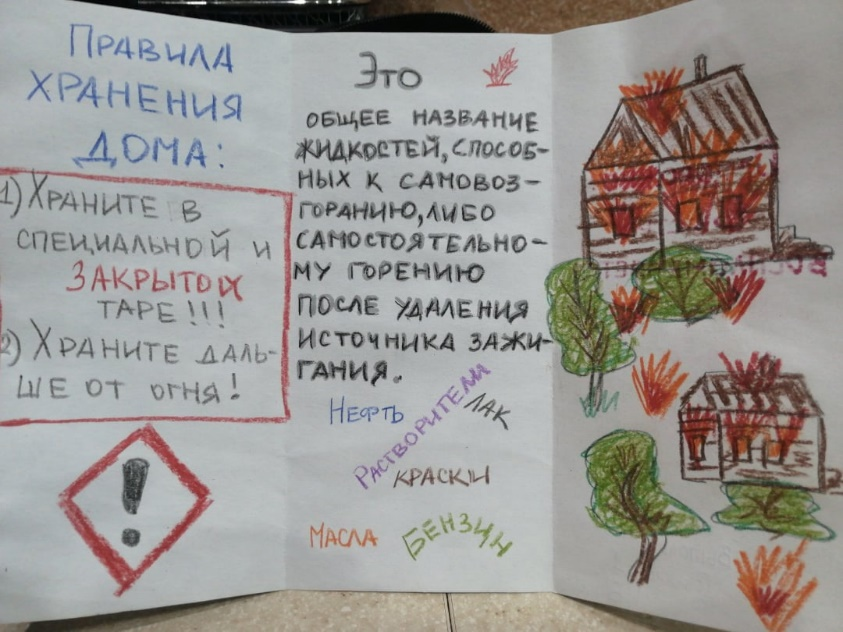 ПРАВИЛА
ХРАНЕНИЯ
ДОМА:
1) ХРАНИТЕ В
СПЕЦИАЛЬНОЙ И
ЗАКРЫТОЙ
ТАРЕ!!!
2) ХРАНИТЕ ДАЛЬ-
ШЕ ОТ ОГНЯ!
!
ЭТО
ОБЩЕЕ НАЗВАНИЕ
ЖИДКОСТЕЙ, СПОСОБ-
НЫХ К САМОВОЗ-
ГОРАНИЮ, ЛИБО
САМОСТОЯТЕЛЬНО-
МУ ГОРЕНИЮ
ПОСЛЕ УДАЛЕНИЯ
ИСТОЧНИКА ЗАЖИ-
ГАНИЯ.
НЕФТЬ
РАСТВОРИТЕЛИ
ЛАК
КРАСКИ
МАСЛА
БЕНЗИН